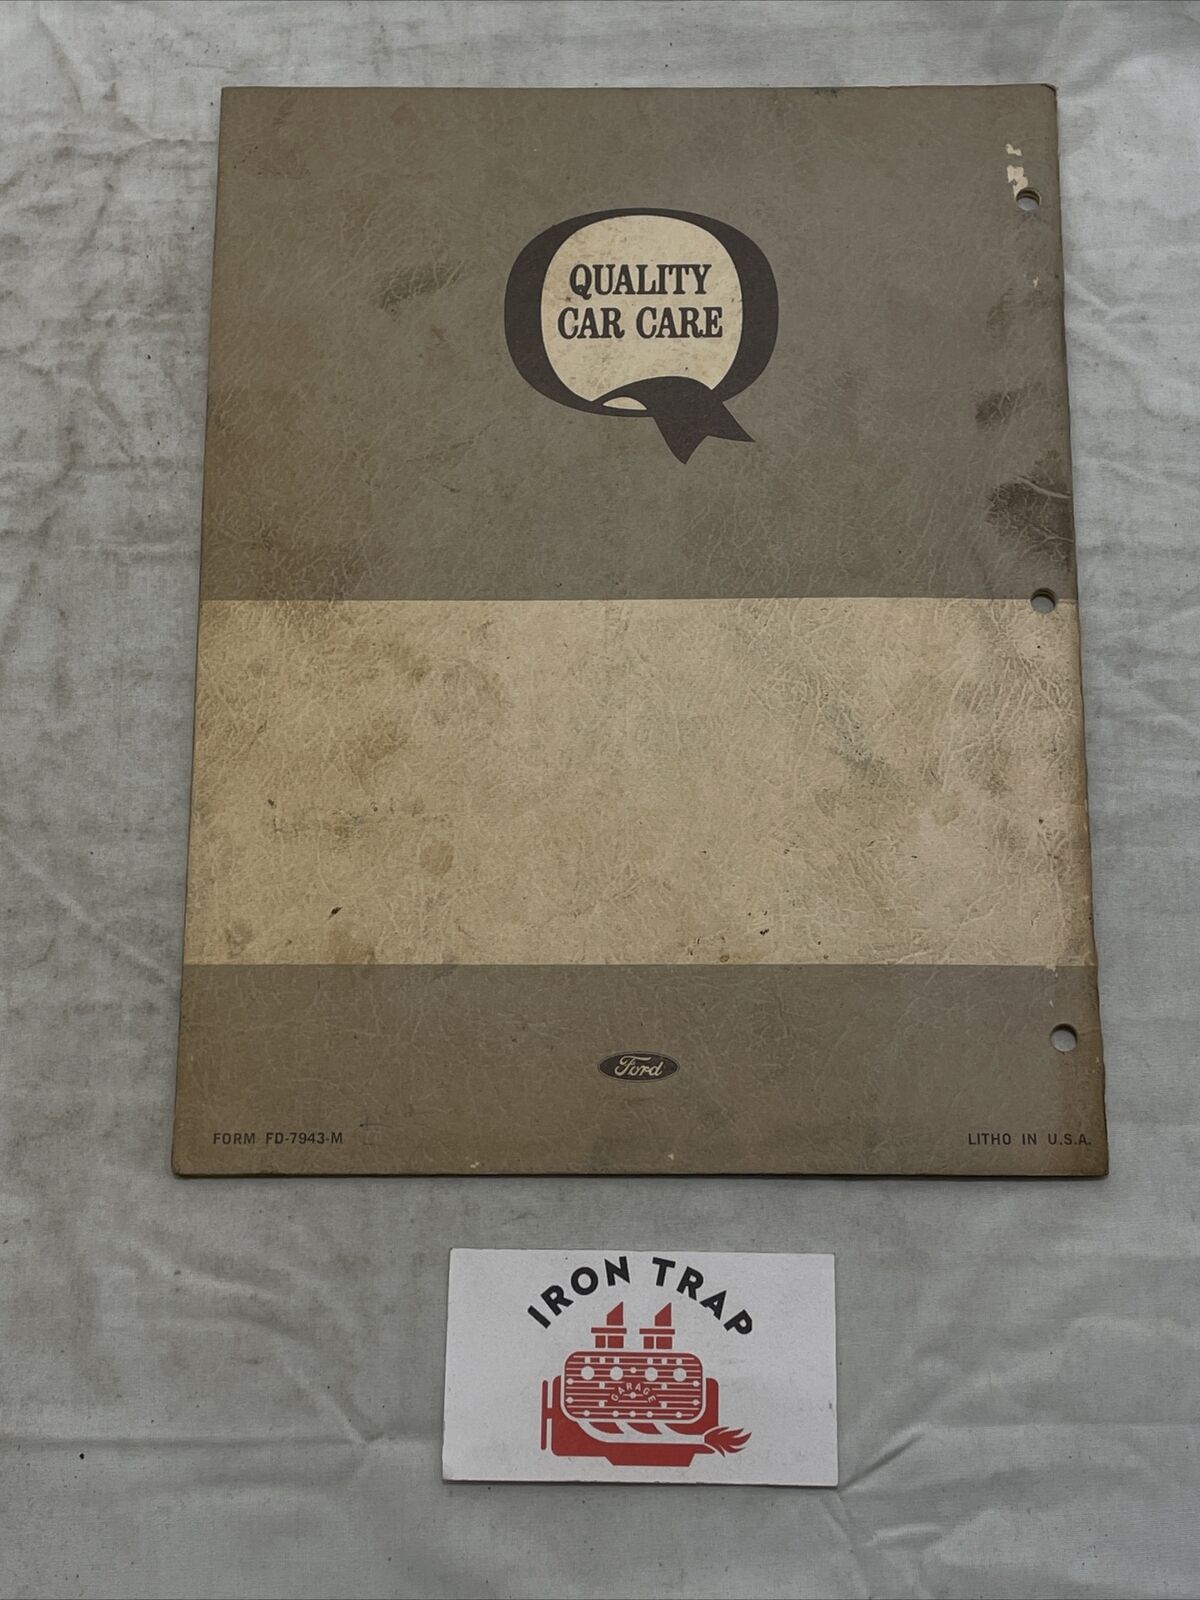 QUALITY
CAR CARE
Ford
FORM FD-7943-M
LITHO IN U.S.A.
IRON TRAP
GARAGE